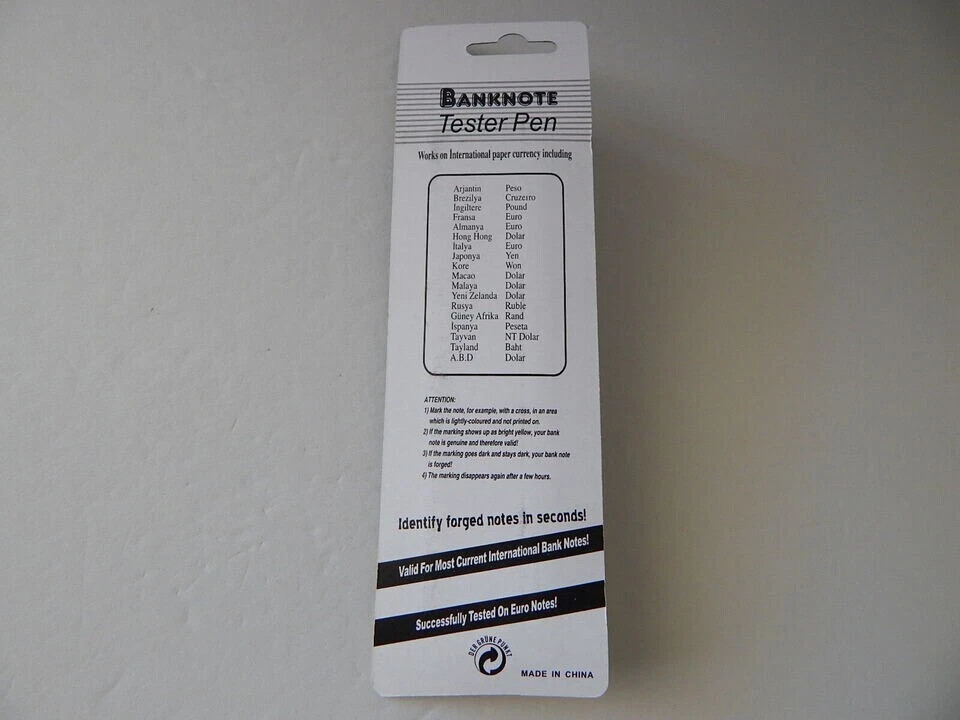 BANKNOTE
Tester Pen
Works on İnternational paper currency including
Arjantin Peso
Brezilya Cruzeiro
Ingiltere Pound
Fransa Euro
Almanya Euro
Hong Hong Dolar
İtalya Euro
Japonya Yen
Kore Won
Macao Dolar
Malaya Dolar
Yeni Zelanda Dolar
Rusya Ruble
Güney Afrika Rand
İspanya Peseta
Tayvan NT Dolar
Tayland Baht
A.B.D Dolar
ATTENTION:
1) Mark the note, for example, with a cross, in an area
which is lightly-coloured and not printed on.
2) If the marking shows up as bright yellow, your bank
note is genuine and therefore valid!
3) If the marking goes dark and stays dark, your bank note
is forged!
4) The marking disappears again after a few hours.
Identify forged notes in seconds!
Valid For Most Current International Bank Notes!
Successfully Tested On Euro Notes!
DER GRÜNE PUNKT
MADE IN CHINA